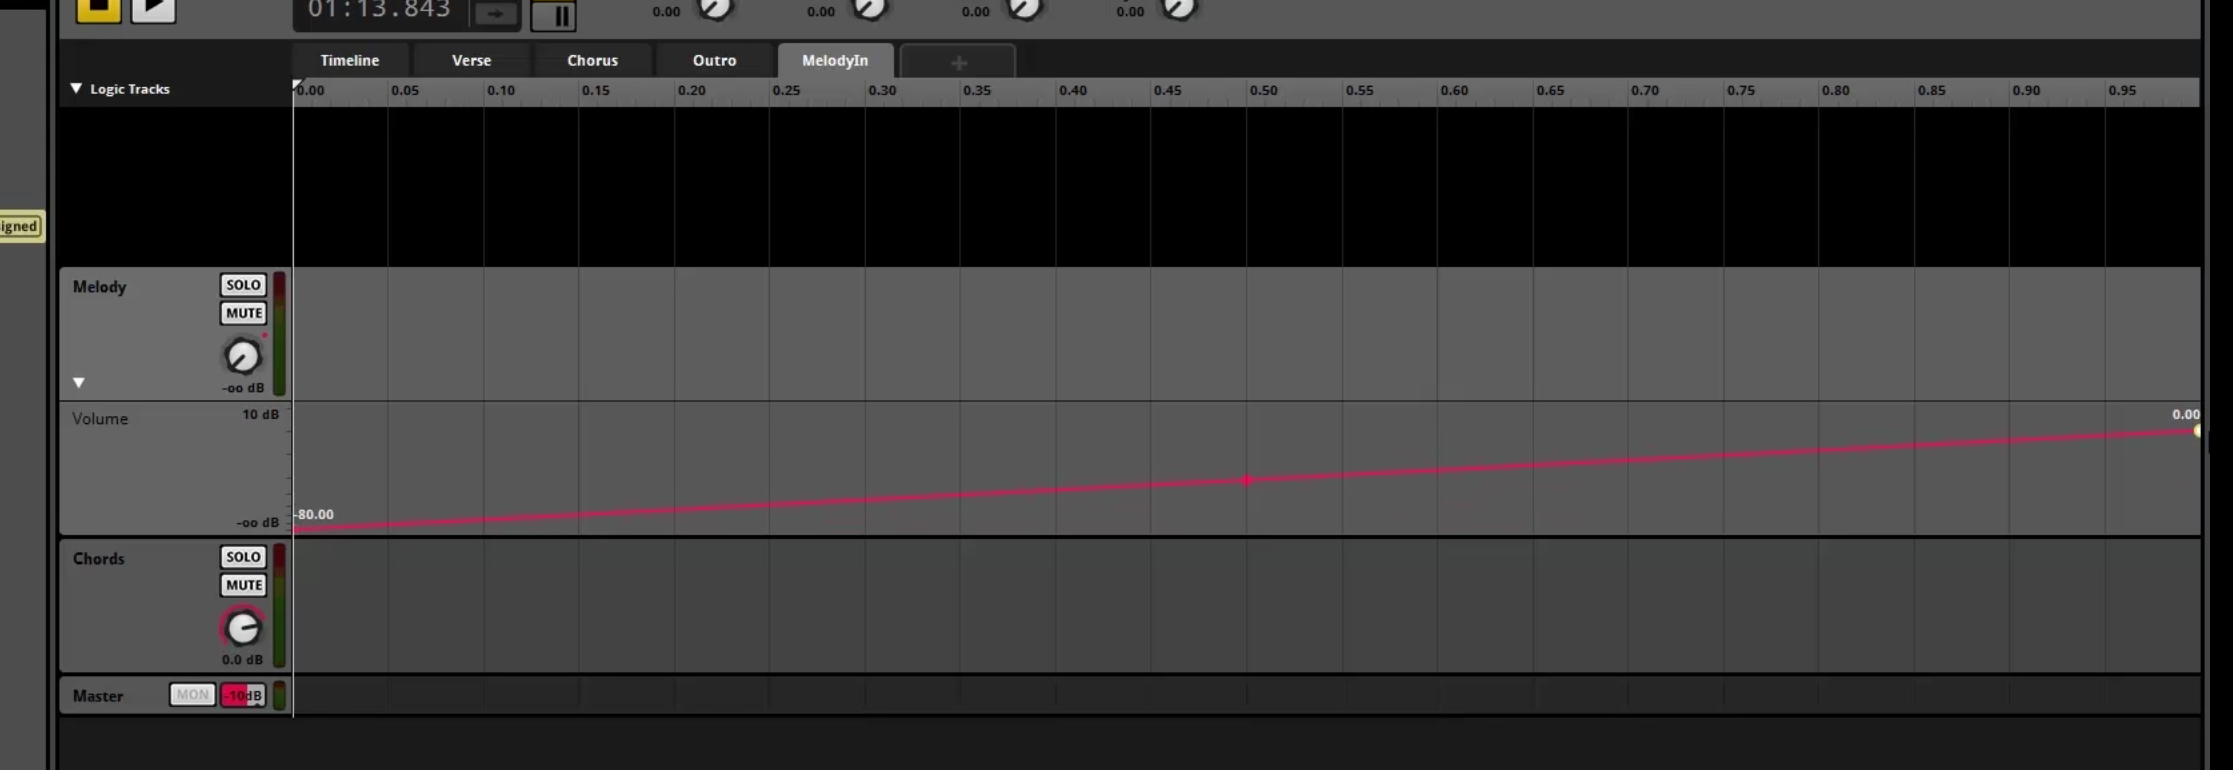 01:13.843
0.00 0.00 0.00 0.00
Timeline Verse Chorus Outro MelodyIn +
Logic Tracks
0.00 0.05 0.10 0.15 0.20 0.25 0.30 0.35 0.40 0.45 0.50 0.55 0.60 0.65 0.70 0.75 0.80 0.85 0.90 0.95
igned
Melody SOLO
MUTE
-oo dB
Volume 10 dB
0.00
-80.00
-oo dB
Chords SOLO
MUTE
0.0 dB
Master MON -10dB